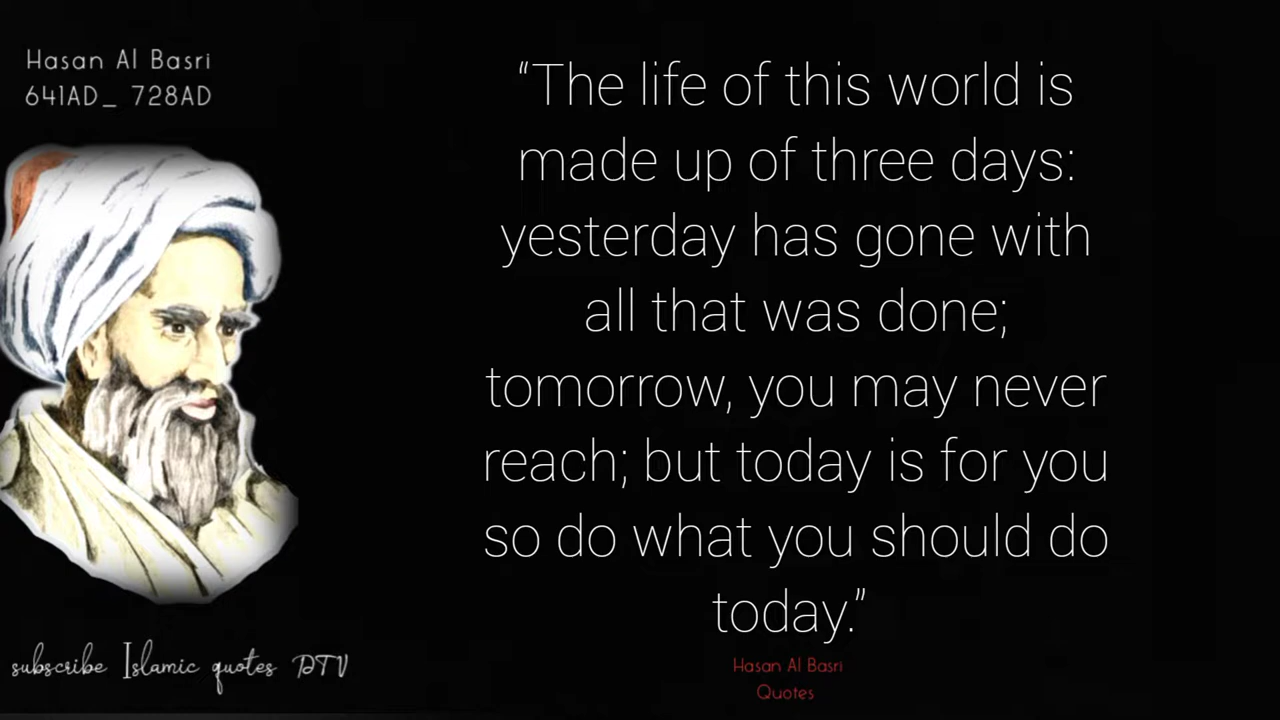 Hasan Al Basri
641AD_ 728AD
“The life of this world is
made up of three days:
yesterday has gone with
all that was done;
tomorrow, you may never
reach; but today is for you
so do what you should do
today.”
Hasan Al Basri
Quotes
subscribe Islamic quotes DTV